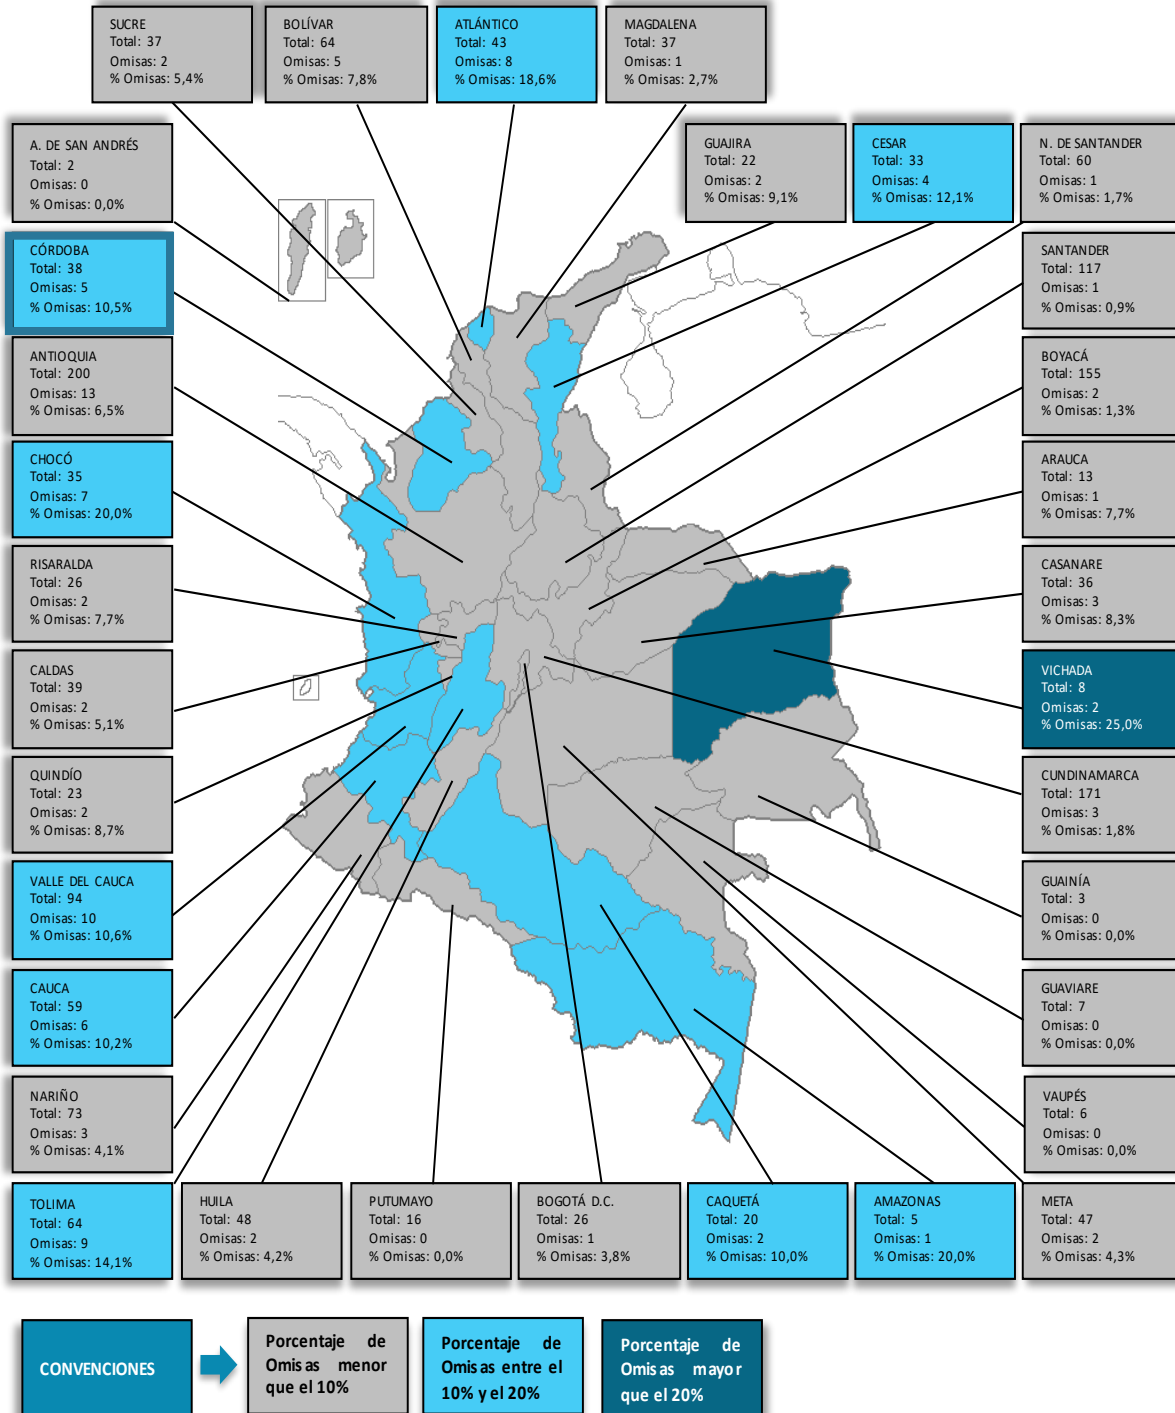 SUCRE
Total: 37
Omisas: 2
% Omisas: 5,4%
BOLÍVAR
Total: 64
Omisas: 5
% Omisas: 7,8%
ATLÁNTICO
Total: 43
Omisas: 8
% Omisas: 18,6%
MAGDALENA
Total: 37
Omisas: 1
% Omisas: 2,7%
A. DE SAN ANDRÉS
Total: 2
Omisas: 0
% Omisas: 0,0%
GUAJIRA
Total: 22
Omisas: 2
% Omisas: 9,1%
CESAR
Total: 33
Omisas: 4
% Omisas: 12,1%
N. DE SANTANDER
Total: 60
Omisas: 1
% Omisas: 1,7%
CÓRDOBA
Total: 38
Omisas: 5
% Omisas: 10,5%
SANTANDER
Total: 117
Omisas: 1
% Omisas: 0,9%
ANTIOQUIA
Total: 200
Omisas: 13
% Omisas: 6,5%
BOYACÁ
Total: 155
Omisas: 2
% Omisas: 1,3%
CHOCÓ
Total: 35
Omisas: 7
% Omisas: 20,0%
ARAUCA
Total: 13
Omisas: 1
% Omisas: 7,7%
RISARALDA
Total: 26
Omisas: 2
% Omisas: 7,7%
CASANARE
Total: 36
Omisas: 3
% Omisas: 8,3%
CALDAS
Total: 39
Omisas: 2
% Omisas: 5,1%
VICHADA
Total: 8
Omisas: 2
% Omisas: 25,0%
QUINDÍO
Total: 23
Omisas: 2
% Omisas: 8,7%
CUNDINAMARCA
Total: 171
Omisas: 3
% Omisas: 1,8%
VALLE DEL CAUCA
Total: 94
Omisas: 10
% Omisas: 10,6%
GUAINÍA
Total: 3
Omisas: 0
% Omisas: 0,0%
CAUCA
Total: 59
Omisas: 6
% Omisas: 10,2%
GUAVIARE
Total: 7
Omisas: 0
% Omisas: 0,0%
NARIÑO
Total: 73
Omisas: 3
% Omisas: 4,1%
VAUPÉS
Total: 6
Omisas: 0
% Omisas: 0,0%
TOLIMA
Total: 64
Omisas: 9
% Omisas: 14,1%
HUILA
Total: 48
Omisas: 2
% Omisas: 4,2%
PUTUMAYO
Total: 16
Omisas: 0
% Omisas: 0,0%
BOGOTÁ D.C.
Total: 26
Omisas: 1
% Omisas: 3,8%
CAQUETÁ
Total: 20
Omisas: 2
% Omisas: 10,0%
AMAZONAS
Total: 5
Omisas: 1
% Omisas: 20,0%
META
Total: 47
Omisas: 2
% Omisas: 4,3%
CONVENCIONES
Porcentaje de
Omisas menor
que el 10%
Porcentaje de
Omisas entre el
10% y el 20%
Porcentaje de
Omisas mayor
que el 20%